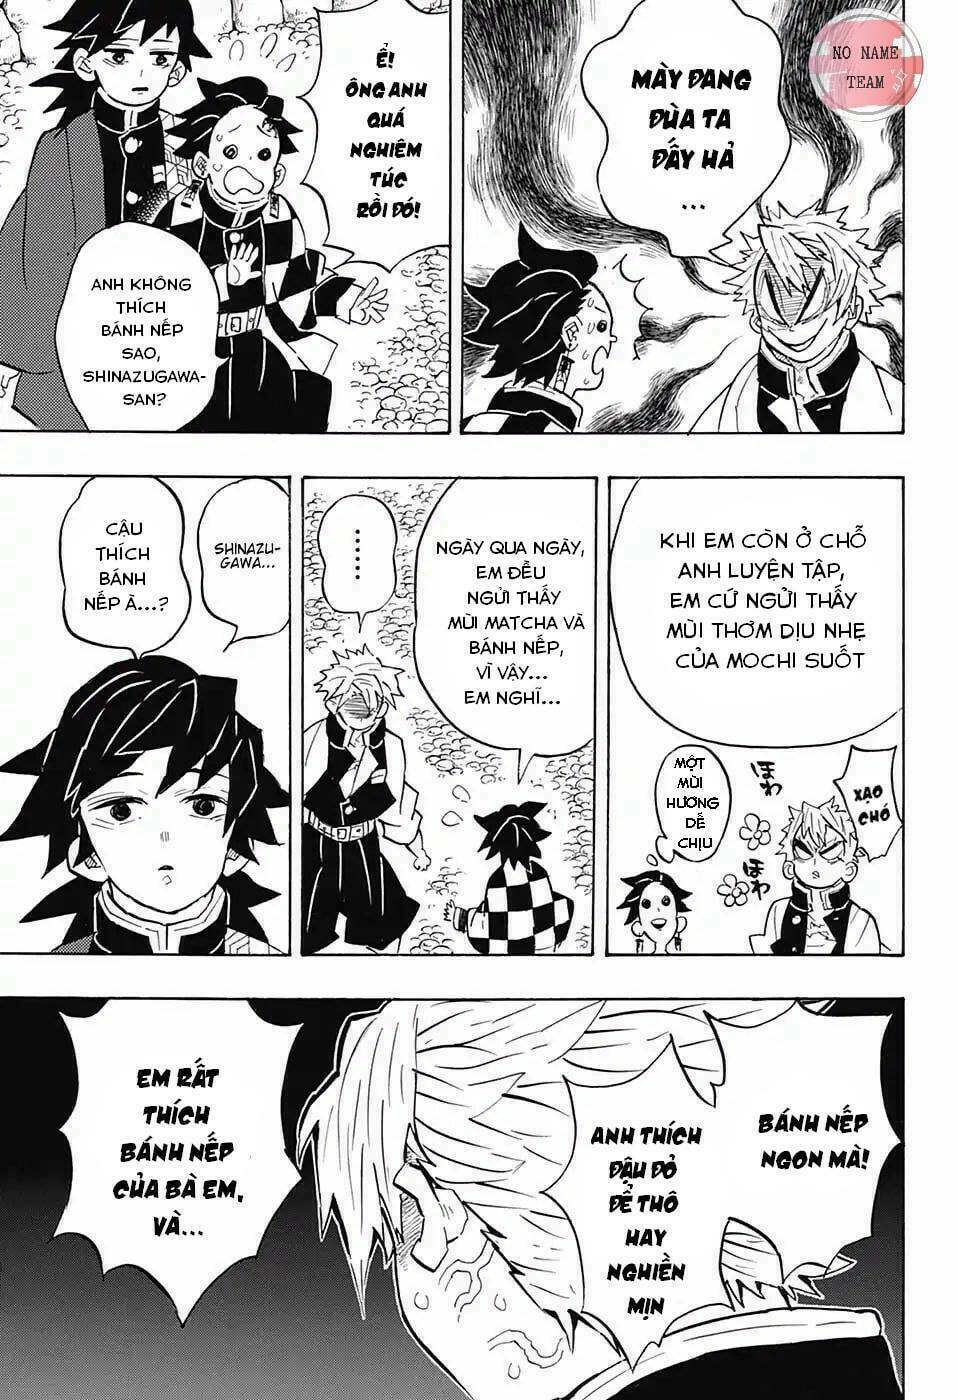 NO NAME
TEAM
MÀY ĐANG
ĐÙA TA
ĐẤY HẢ
...
Ể!
ÔNG ANH
QUÁ
NGHIÊM
TÚC
RỒI ĐÓ!
ANH KHÔNG
THÍCH
BÁNH NẾP
SAO,
SHINAZUGAWA-
SAN?
KHI EM CÒN Ở CHỖ
ANH LUYỆN TẬP,
EM CỨ NGỬI THẤY
MÙI THƠM DỊU NHẸ
CỦA MOCHI SUỐT
XẠO
CHÓ
ほわ
ほわ
MỘT
MÙI
HƯƠNG
DỄ
CHỊU
NGÀY QUA NGÀY,
EM ĐỀU
NGỬI THẤY
MÙI MATCHA VÀ
BÁNH NẾP,
VÌ VẬY...
EM NGHĨ...
......
SHINAZU-
GAWA...
CẬU
THÍCH
BÁNH
NẾP À...?
BÁNH NẾP
NGON MÀ!
ANH THÍCH
ĐẬU ĐỎ
ĐỂ THÔ
HAY
NGHIỀN
MỊN
EM RẤT
THÍCH
BÁNH NẾP
CỦA BÀ EM,
VÀ...